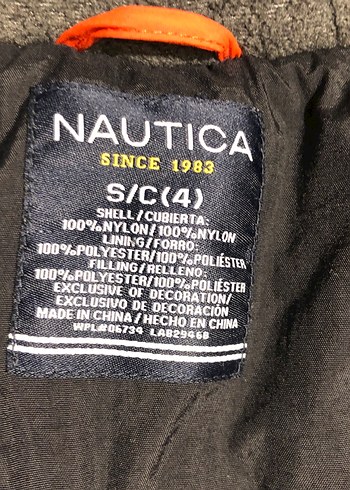 NAUTICA
SINCE 1983
S/C(4)
SHELL/CUBIERTA:
100%NYLON/100%NYLON
LINING/FORRO:
100%POLYESTER/100%POLIÉSTER
FILLING/RELLENO:
100%POLYESTER/100%POLIÉSTER
EXCLUSIVE OF DECORATION/
EXCLUSIVO DE DECORACIÓN
MADE IN CHINA/HECHO EN CHINA
WPL#06734 LAB29468